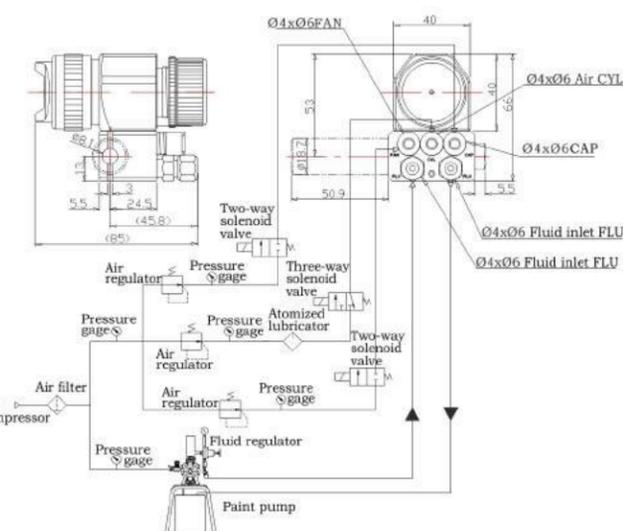 Ø4xØ6FAN
40
Ø4xØ6 Air CYL
53
40
66
Ø8.1
Ø18.7
Ø4xØ6CAP
13
3
5.5
24.5
50.9
5.5
(45.8)
(85)
Ø4xØ6 Fluid inlet FLU
Ø4xØ6 Fluid inlet FLU
Two-way
solenoid
valve
Air
regulator
Pressure
gage
Three-way
solenoid
valve
Pressure
gage
Pressure
gage
Atomized
lubricator
Air
regulator
Two-way
solenoid
valve
Air filter
mpressor
Air
regulator
Pressure
gage
Pressure
gage
Fluid regulator
Paint pump